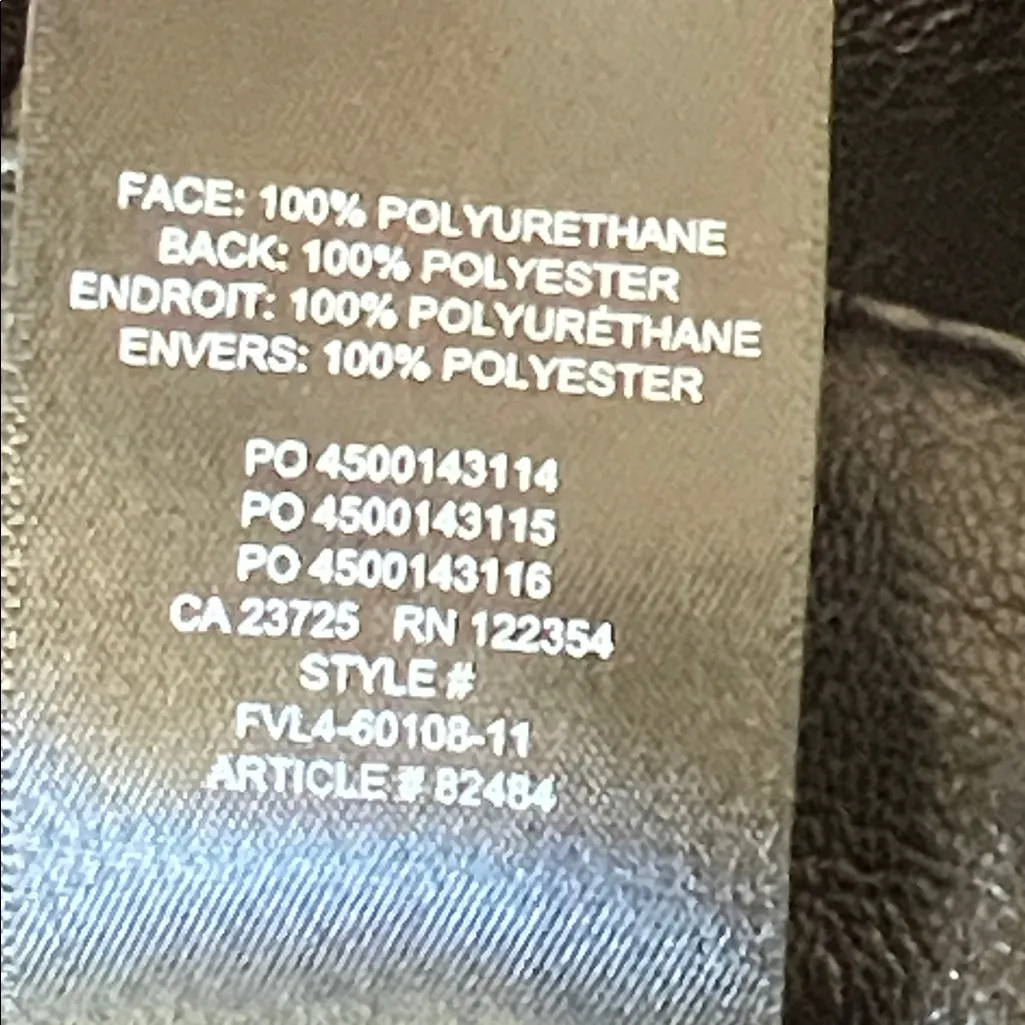 FACE: 100% POLYURETHANE
BACK: 100% POLYESTER
ENDROIT: 100% POLYURÉTHANE
ENVERS: 100% POLYESTER
PO 4500143114
PO 4500143115
PO 4500143116
CA 23725 RN 122354
STYLE #
FVL4-60108-11
ARTICLE # 82484